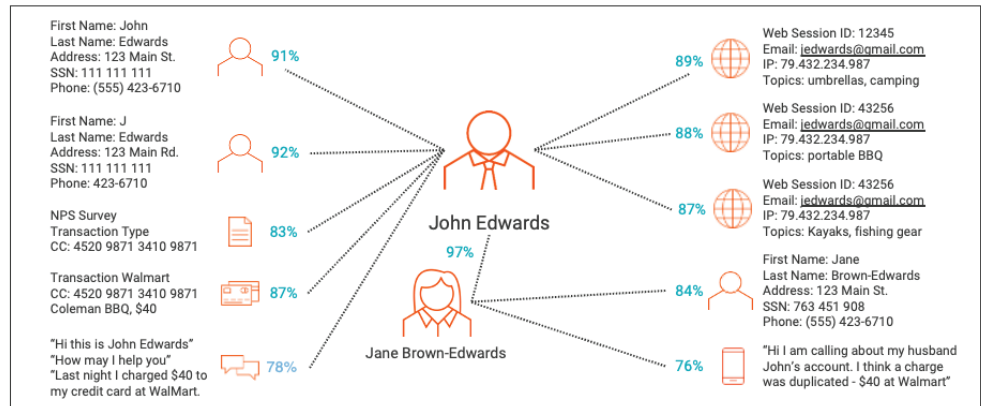 First Name: John
Last Name: Edwards
Address: 123 Main St.
SSN: 111 111 111
Phone: (555) 423-6710
91%
First Name: J
Last Name: Edwards
Address: 123 Main Rd.
SSN: 111 111 111
Phone: 423-6710
92%
NPS Survey
Transaction Type
CC: 4520 9871 3410 9871
83%
Transaction Walmart
CC: 4520 9871 3410 9871
Coleman BBQ, $40
87%
“Hi this is John Edwards”
“How may I help you”
“Last night I charged $40 to
my credit card at WalMart.
78%
John Edwards
97%
Jane Brown-Edwards
89%
Web Session ID: 12345
Email: jedwards@gmail.com
IP: 79.432.234.987
Topics: umbrellas, camping
88%
Web Session ID: 43256
Email: jedwards@gmail.com
IP: 79.432.234.987
Topics: portable BBQ
87%
Web Session ID: 43256
Email: jedwards@gmail.com
IP: 79.432.234.987
Topics: Kayaks, fishing gear
84%
First Name: Jane
Last Name: Brown-Edwards
Address: 123 Main St.
SSN: 763 451 908
Phone: (555) 423-6710
76%
“Hi I am calling about my husband
John’s account. I think a charge
was duplicated - $40 at Walmart”